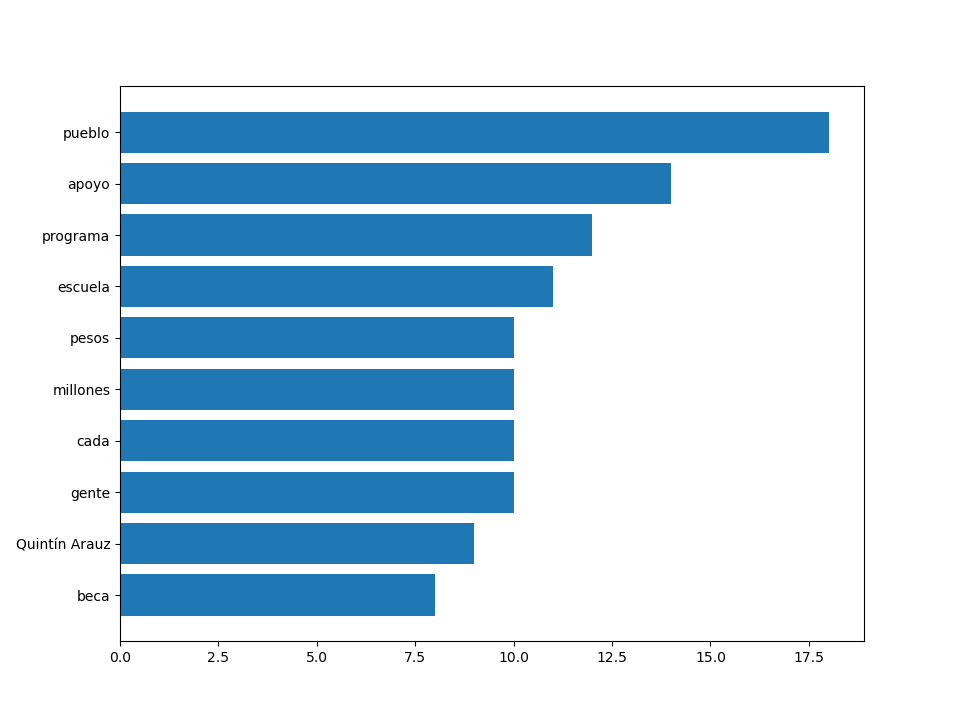 pueblo
apoyo
programa
escuela
pesos
millones
cada
gente
Quintín Arauz
beca
0.0 2.5 5.0 7.5 10.0 12.5 15.0 17.5